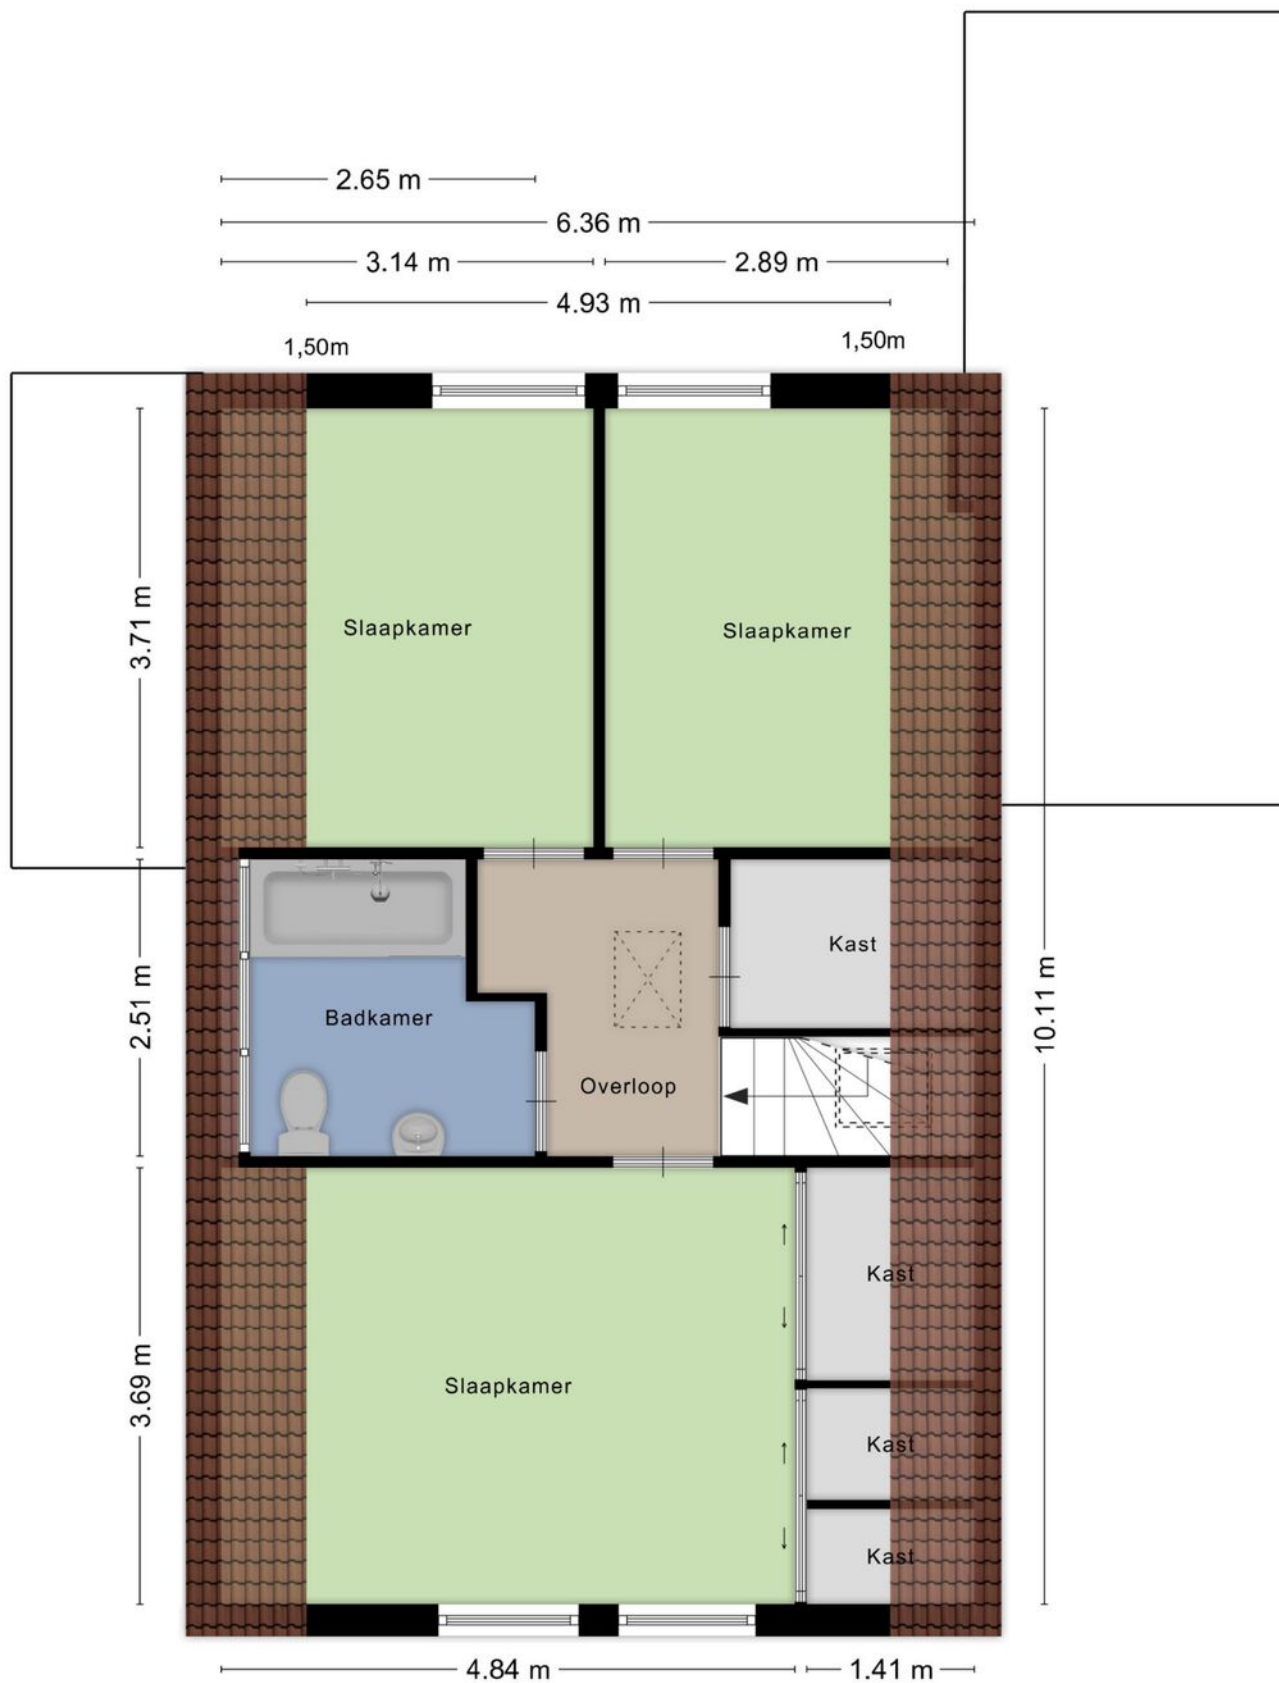 2.65 m
6.36 m
3.14 m
2.89 m
4.93 m
1,50m
1,50m
Slaapkamer
Slaapkamer
3.71 m
Kast
Badkamer
2.51 m
10.11 m
Overloop
Kast
Slaapkamer
3.69 m
Kast
Kast
4.84 m
1.41 m